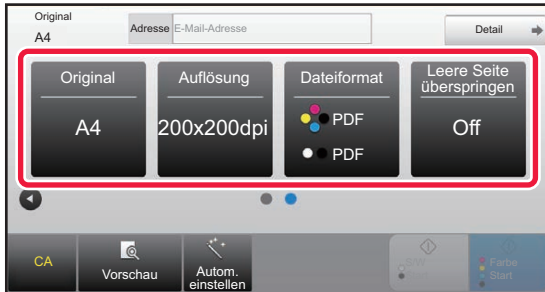 Original
A4
Adresse E-Mail-Adresse
Detail
Original
A4
Auflösung
200x200dpi
Dateiformat
PDF
PDF
Leere Seite
überspringen
Off
CA
Vorschau
Autom.
einstellen
S/W
Start
Farbe
Start